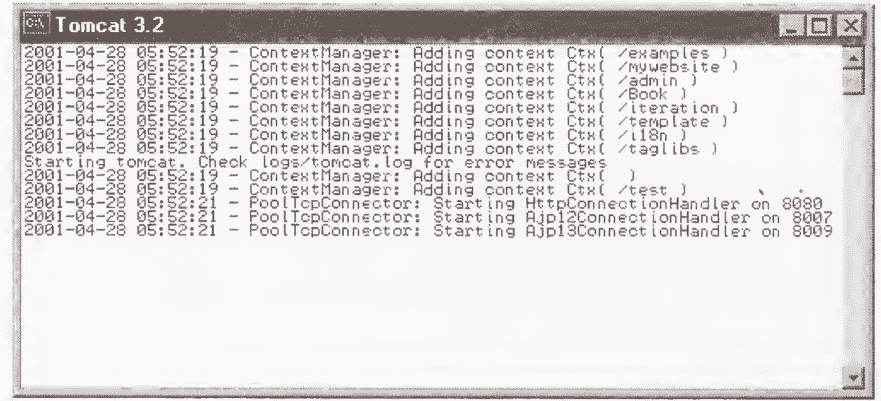 Tomcat 3.2
2001-04-28 05:52:19 - ContextManager: Adding context Ctx( /examples )
2001-04-28 05:52:19 - ContextManager: Adding context Ctx( /mywebsite )
2001-04-28 05:52:19 - ContextManager: Adding context Ctx( /admin )
2001-04-28 05:52:19 - ContextManager: Adding context Ctx( /Book )
2001-04-28 05:52:19 - ContextManager: Adding context Ctx( /iteration )
2001-04-28 05:52:19 - ContextManager: Adding context Ctx( /template )
2001-04-28 05:52:19 - ContextManager: Adding context Ctx( /i18n )
2001-04-28 05:52:19 - ContextManager: Adding context Ctx( /taglibs )
Starting tomcat. Check logs/tomcat.log for error messages
2001-04-28 05:52:19 - ContextManager: Adding context Ctx(  )
2001-04-28 05:52:19 - ContextManager: Adding context Ctx( /test )
2001-04-28 05:52:21 - PoolTcpConnector: Starting HttpConnectionHandler on 8080
2001-04-28 05:52:21 - PoolTcpConnector: Starting Ajp12ConnectionHandler on 8007
2001-04-28 05:52:21 - PoolTcpConnector: Starting Ajp13ConnectionHandler on 8009